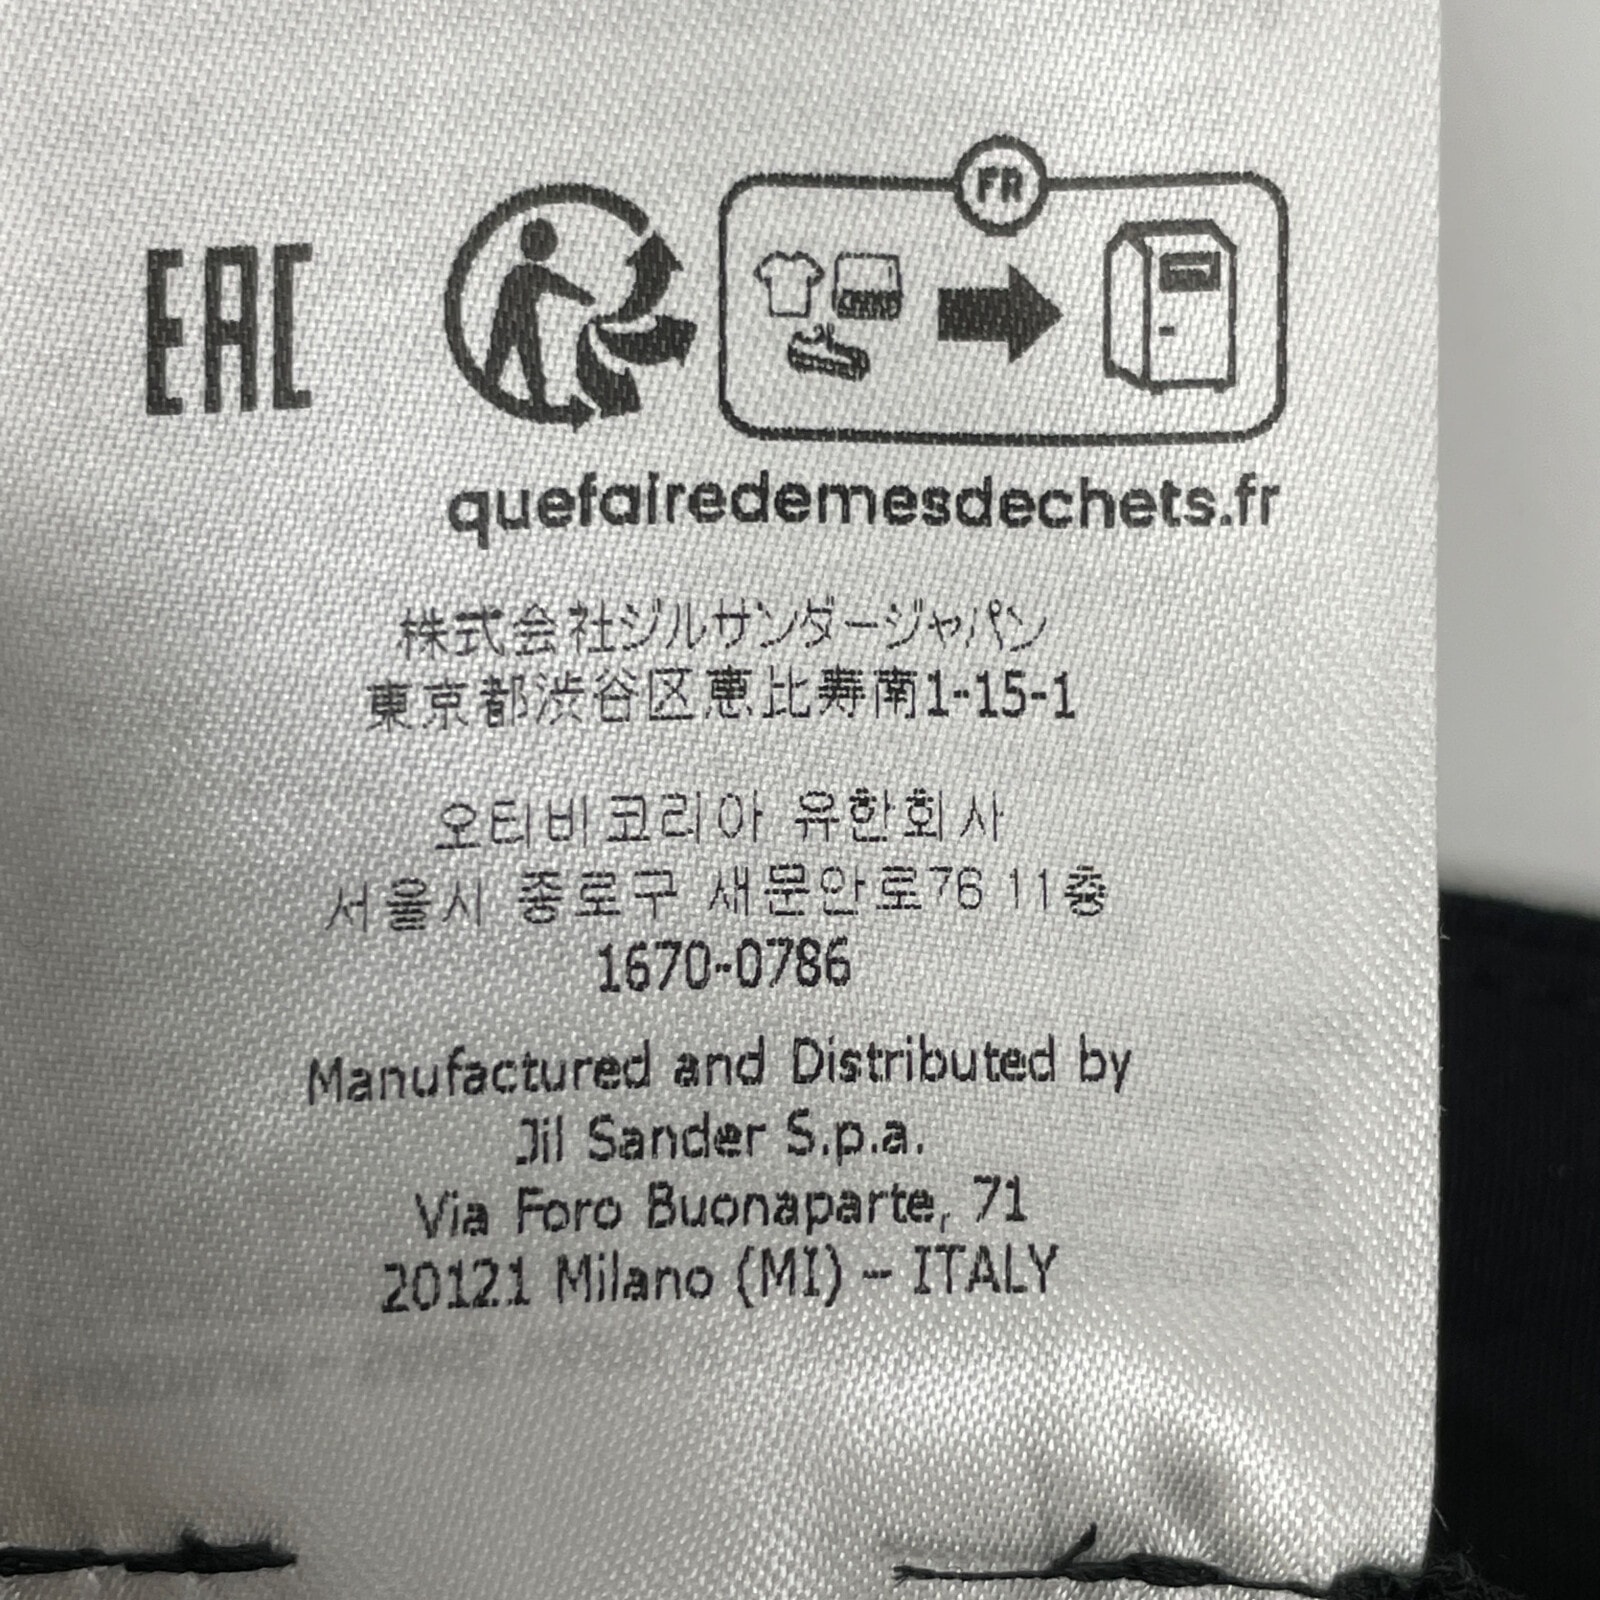 EAC
FR
quefairedemesdechets.fr
株式会社ジルサンダージャパン
東京都渋谷区恵比寿南1-15-1
오티비코리아 유한회사
서울시 종로구 새문안로76 11층
1670-0786
Manufactured and Distributed by
Jil Sander S.p.a.
Via Foro Buonaparte, 71
20121 Milano (MI) – ITALY